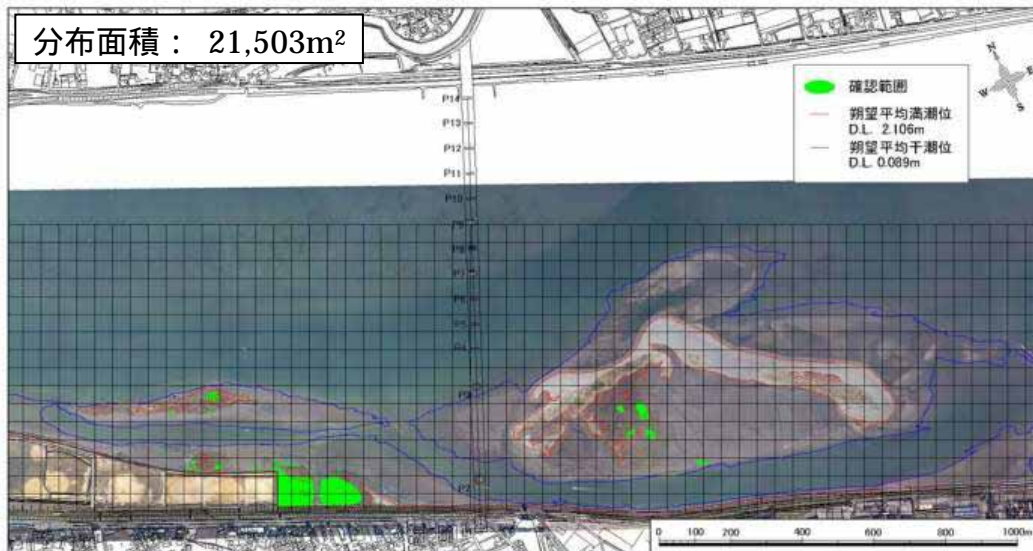 分布面積： 21,503m²
N
E
W
S
確認範囲
朔望平均満潮位
D.L. 2.106m
朔望平均干潮位
D.L. 0.089m
P14
P13
P12
P11
P10
P9
P8
P7
P6
P5
P4
P3
P2
0 100 200 400 600 800 1000m